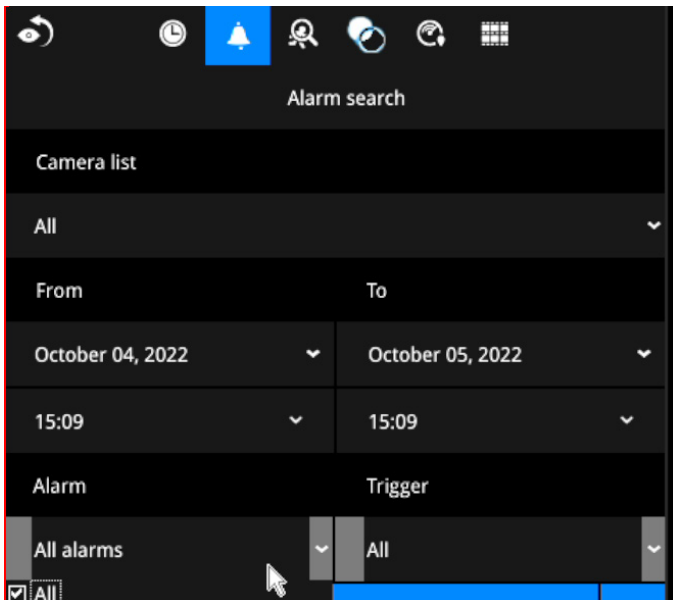 Alarm search
Camera list
All
From To
October 04, 2022 October 05, 2022
15:09 15:09
Alarm Trigger
All alarms All
All